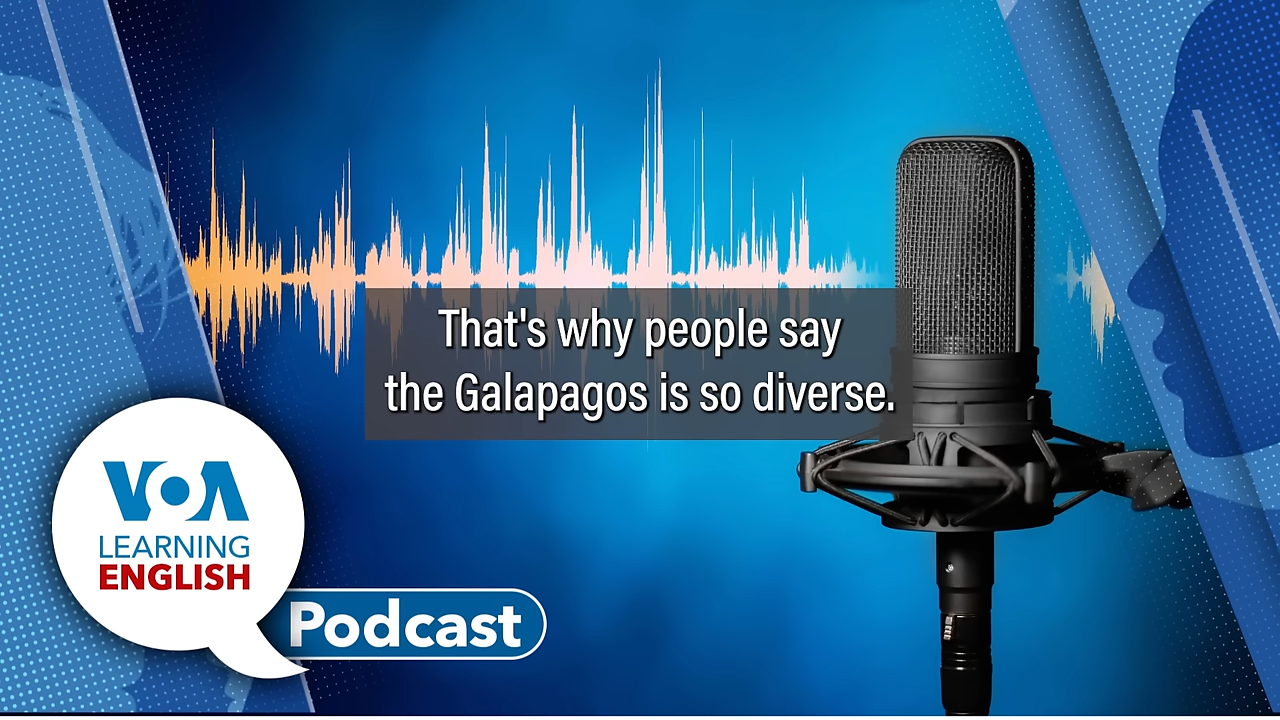 That's why people say
the Galapagos is so diverse.
VOA
LEARNING
ENGLISH
Podcast